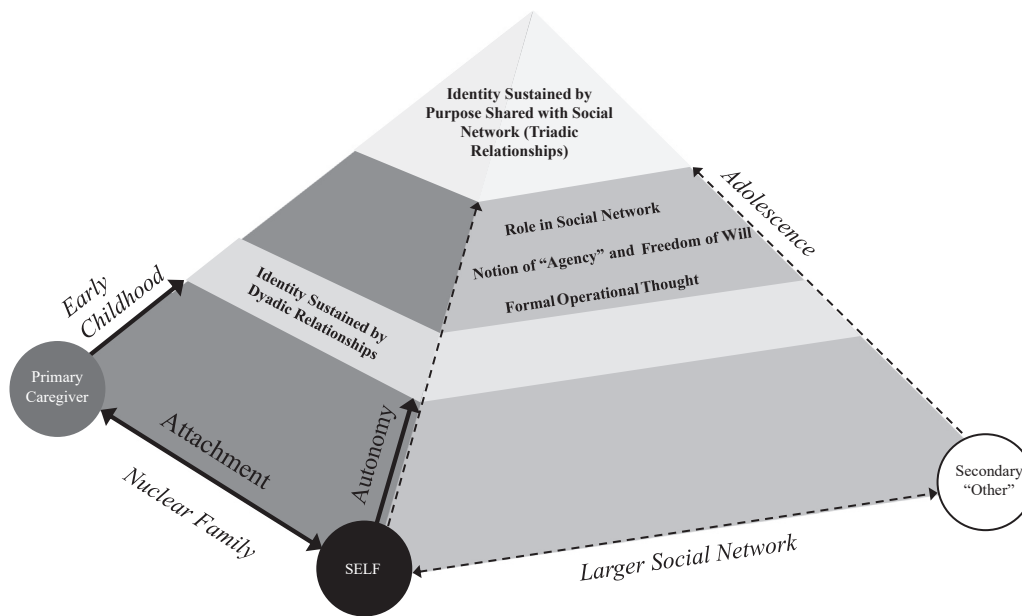 Identity Sustained by
Purpose Shared with Social
Network (Triadic
Relationships)
Adolescence
Role in Social Network
Notion of “Agency” and Freedom of Will
Formal Operational Thought
Early
Childhood
Identity Sustained by
Dyadic Relationships
Primary
Caregiver
Attachment
Autonomy
Nuclear Family
SELF
Secondary
“Other”
Larger Social Network